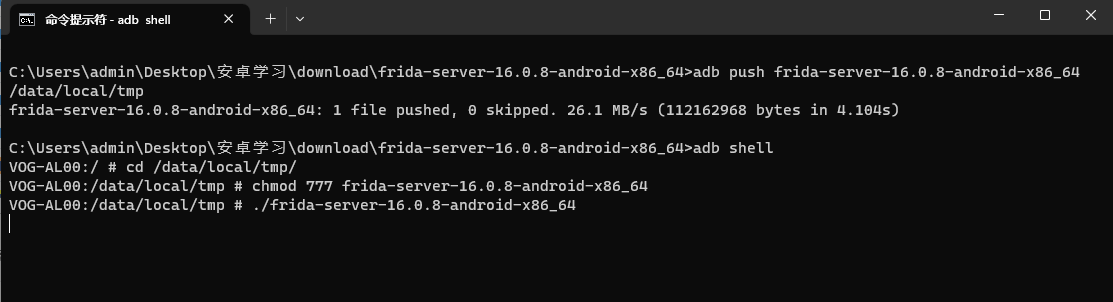 命令提示符 - adb shell
C:\Users\admin\Desktop\安卓学习\download\frida-server-16.0.8-android-x86_64>adb push frida-server-16.0.8-android-x86_64
/data/local/tmp
frida-server-16.0.8-android-x86_64: 1 file pushed, 0 skipped. 26.1 MB/s (112162968 bytes in 4.104s)
C:\Users\admin\Desktop\安卓学习\download\frida-server-16.0.8-android-x86_64>adb shell
VOG-AL00:/ # cd /data/local/tmp/
VOG-AL00:/data/local/tmp # chmod 777 frida-server-16.0.8-android-x86_64
VOG-AL00:/data/local/tmp # ./frida-server-16.0.8-android-x86_64